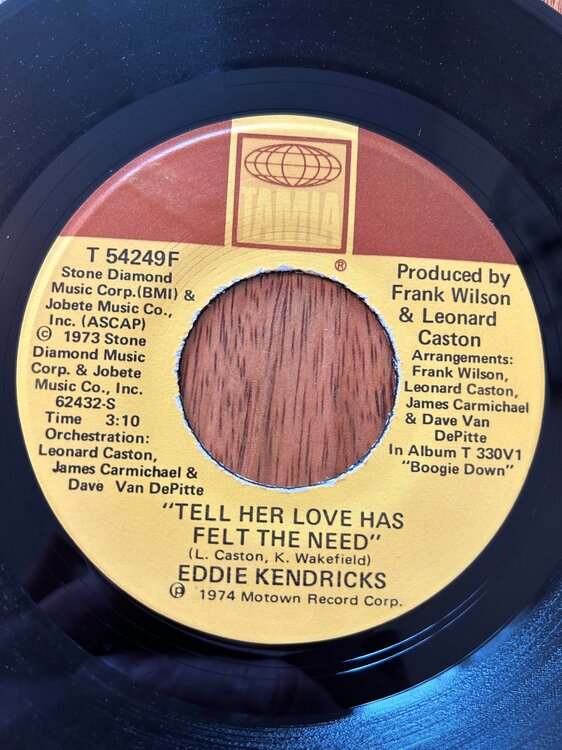 TAMLA
®
T 54249F
Stone Diamond
Music Corp.(BMI) &
Jobete Music Co.,
Inc. (ASCAP)
© 1973 Stone
Diamond Music
Corp. & Jobete
Music Co., Inc.
62432-S
Time 3:10
Orchestration:
Leonard Caston,
James Carmichael &
Dave Van DePitte
Produced by
Frank Wilson
& Leonard
Caston
Arrangements:
Frank Wilson,
Leonard Caston,
James Carmichael
& Dave Van
DePitte
In Album T 330V1
"Boogie Down"
"TELL HER LOVE HAS
FELT THE NEED"
(L. Caston, K. Wakefield)
EDDIE KENDRICKS
℗ 1974 Motown Record Corp.